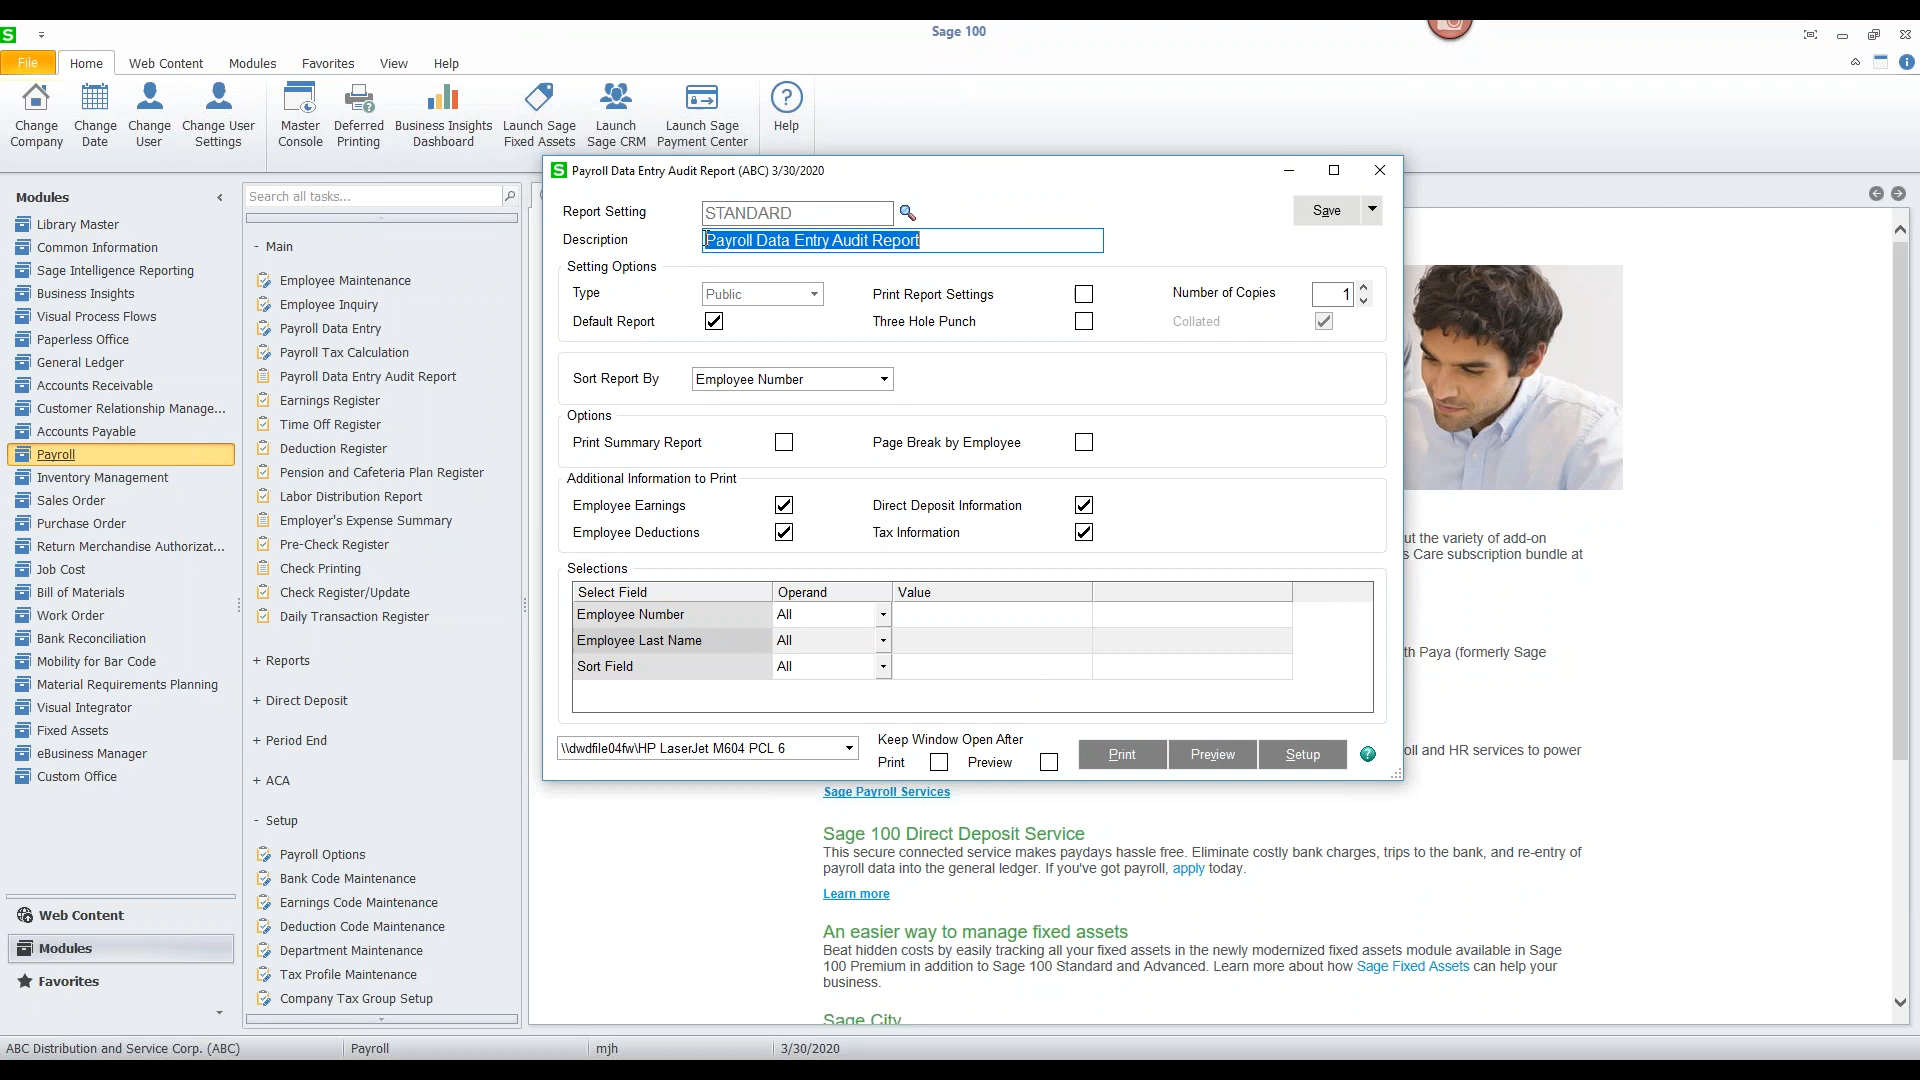 Sage 100
File
Home
Web Content
Modules
Favorites
View
Help
Change Company
Change Date
Change User
Change User Settings
Master Console
Deferred Printing
Business Insights Dashboard
Launch Sage Fixed Assets
Launch Sage CRM
Launch Sage Payment Center
Help
Modules
Library Master
Common Information
Sage Intelligence Reporting
Business Insights
Visual Process Flows
Paperless Office
General Ledger
Accounts Receivable
Customer Relationship Manage...
Accounts Payable
Payroll
Inventory Management
Sales Order
Purchase Order
Return Merchandise Authorizat...
Job Cost
Bill of Materials
Work Order
Bank Reconciliation
Mobility for Bar Code
Material Requirements Planning
Visual Integrator
Fixed Assets
eBusiness Manager
Custom Office
Web Content
Modules
Favorites
Search all tasks...
- Main
Employee Maintenance
Employee Inquiry
Payroll Data Entry
Payroll Tax Calculation
Payroll Data Entry Audit Report
Earnings Register
Time Off Register
Deduction Register
Pension and Cafeteria Plan Register
Labor Distribution Report
Employer's Expense Summary
Pre-Check Register
Check Printing
Check Register/Update
Daily Transaction Register
+ Reports
+ Direct Deposit
+ Period End
+ ACA
- Setup
Payroll Options
Bank Code Maintenance
Earnings Code Maintenance
Deduction Code Maintenance
Department Maintenance
Tax Profile Maintenance
Company Tax Group Setup
S Payroll Data Entry Audit Report (ABC) 3/30/2020
Report Setting STANDARD
Save
Description Payroll Data Entry Audit Report
Setting Options
Type Public Print Report Settings Number of Copies 1
Default Report Three Hole Punch Collated
Sort Report By Employee Number
Options
Print Summary Report Page Break by Employee
Additional Information to Print
Employee Earnings Direct Deposit Information
Employee Deductions Tax Information
Selections
Select Field Operand Value
Employee Number All
Employee Last Name All
Sort Field All
\\dwdfile04fw\HP LaserJet M604 PCL 6
Keep Window Open After
Print Preview
Print Preview Setup
ut the variety of add-on
s Care subscription bundle at
th Paya (formerly Sage
oll and HR services to power
Sage Payroll Services
Sage 100 Direct Deposit Service
This secure connected service makes paydays hassle free. Eliminate costly bank charges, trips to the bank, and re-entry of
payroll data into the general ledger. If you've got payroll, apply today.
Learn more
An easier way to manage fixed assets
Beat hidden costs by easily tracking all your fixed assets in the newly modernized fixed assets module available in Sage
100 Premium in addition to Sage 100 Standard and Advanced. Learn more about how Sage Fixed Assets can help your
business.
Sage City
ABC Distribution and Service Corp. (ABC) Payroll mjh 3/30/2020